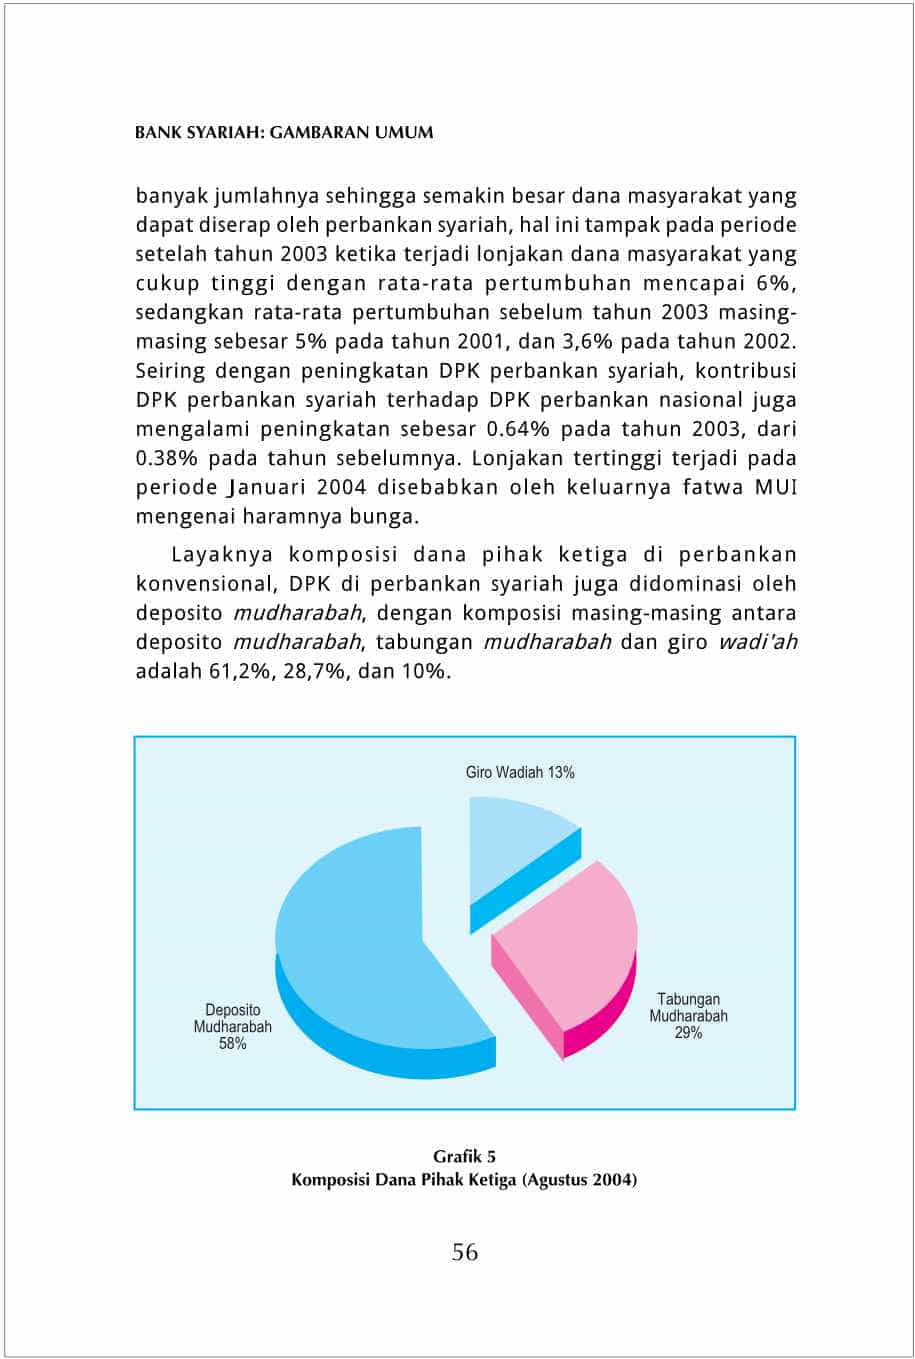 BANK SYARIAH: GAMBARAN UMUM
banyak jumlahnya sehingga semakin besar dana masyarakat yang
dapat diserap oleh perbankan syariah, hal ini tampak pada periode
setelah tahun 2003 ketika terjadi lonjakan dana masyarakat yang
cukup tinggi dengan rata-rata pertumbuhan mencapai 6%,
sedangkan rata-rata pertumbuhan sebelum tahun 2003 masing-
masing sebesar 5% pada tahun 2001, dan 3,6% pada tahun 2002.
Seiring dengan peningkatan DPK perbankan syariah, kontribusi
DPK perbankan syariah terhadap DPK perbankan nasional juga
mengalami peningkatan sebesar 0.64% pada tahun 2003, dari
0.38% pada tahun sebelumnya. Lonjakan tertinggi terjadi pada
periode Januari 2004 disebabkan oleh keluarnya fatwa MUI
mengenai haramnya bunga.
Layaknya komposisi dana pihak ketiga di perbankan
konvensional, DPK di perbankan syariah juga didominasi oleh
deposito mudharabah, dengan komposisi masing-masing antara
deposito mudharabah, tabungan mudharabah dan giro wadi'ah
adalah 61,2%, 28,7%, dan 10%.
Giro Wadiah 13%
Deposito
Mudharabah
58%
Tabungan
Mudharabah
29%
Grafik 5
Komposisi Dana Pihak Ketiga (Agustus 2004)
56